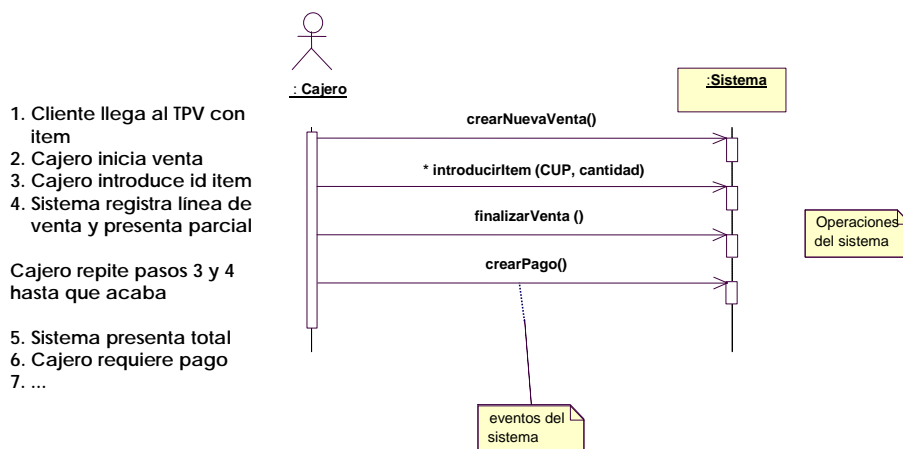 : Cajero
:Sistema
1. Cliente llega al TPV con
item
2. Cajero inicia venta
3. Cajero introduce id item
4. Sistema registra línea de
venta y presenta parcial
Cajero repite pasos 3 y 4
hasta que acaba
5. Sistema presenta total
6. Cajero requiere pago
7. ...
crearNuevaVenta()
* introducirItem (CUP, cantidad)
finalizarVenta ()
crearPago()
Operaciones
del sistema
eventos del
sistema